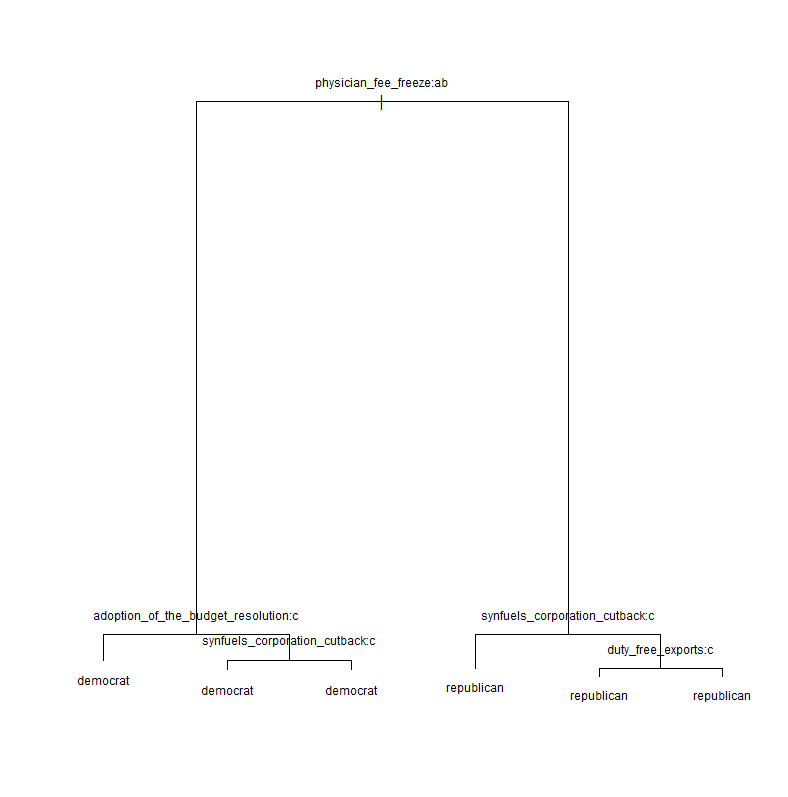 physician_fee_freeze:ab
adoption_of_the_budget_resolution:c
synfuels_corporation_cutback:c
synfuels_corporation_cutback:c
duty_free_exports:c
democrat
democrat
democrat
republican
republican
republican